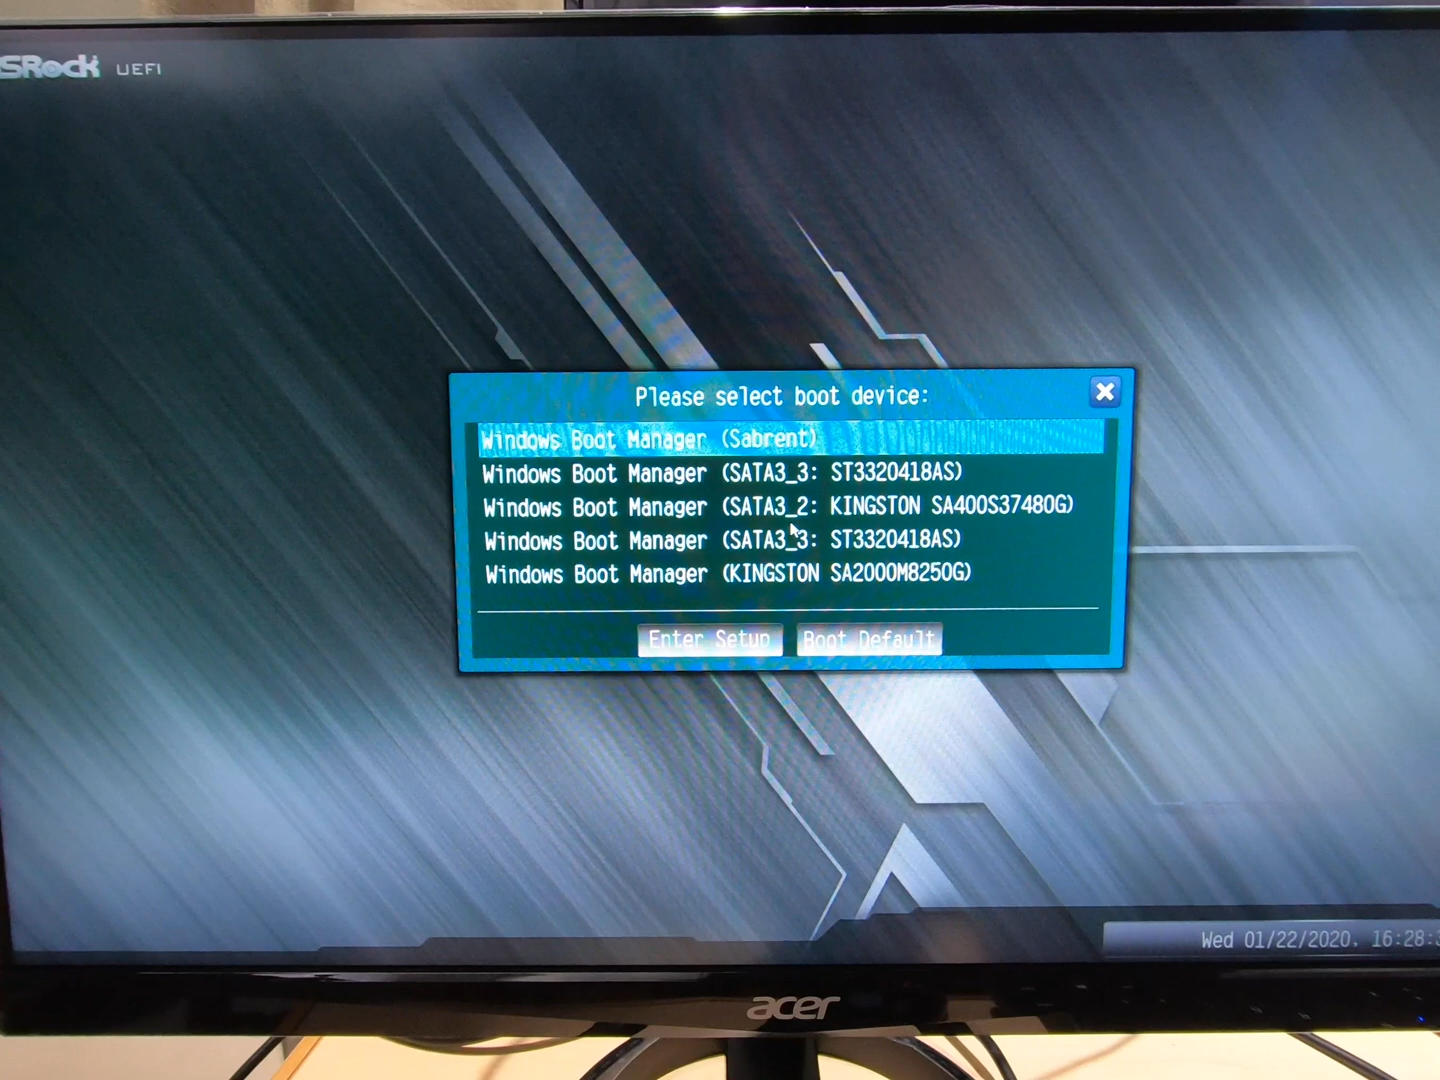 SRock UEFI
Please select boot device:
Windows Boot Manager (Sabrent)
Windows Boot Manager (SATA3_3: ST3320418AS)
Windows Boot Manager (SATA3_2: KINGSTON SA400S37480G)
Windows Boot Manager (SATA3_3: ST3320418AS)
Windows Boot Manager (KINGSTON SA2000M8250G)
Enter Setup Boot Default
Wed 01/22/2020, 16:28:
acer